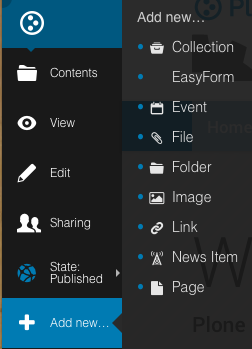 Contents
View
Edit
Sharing
State:
Published
Add new...
Add new...
Collection
EasyForm
Event
File
Folder
Image
Link
News Item
Page
Home
W
Plone